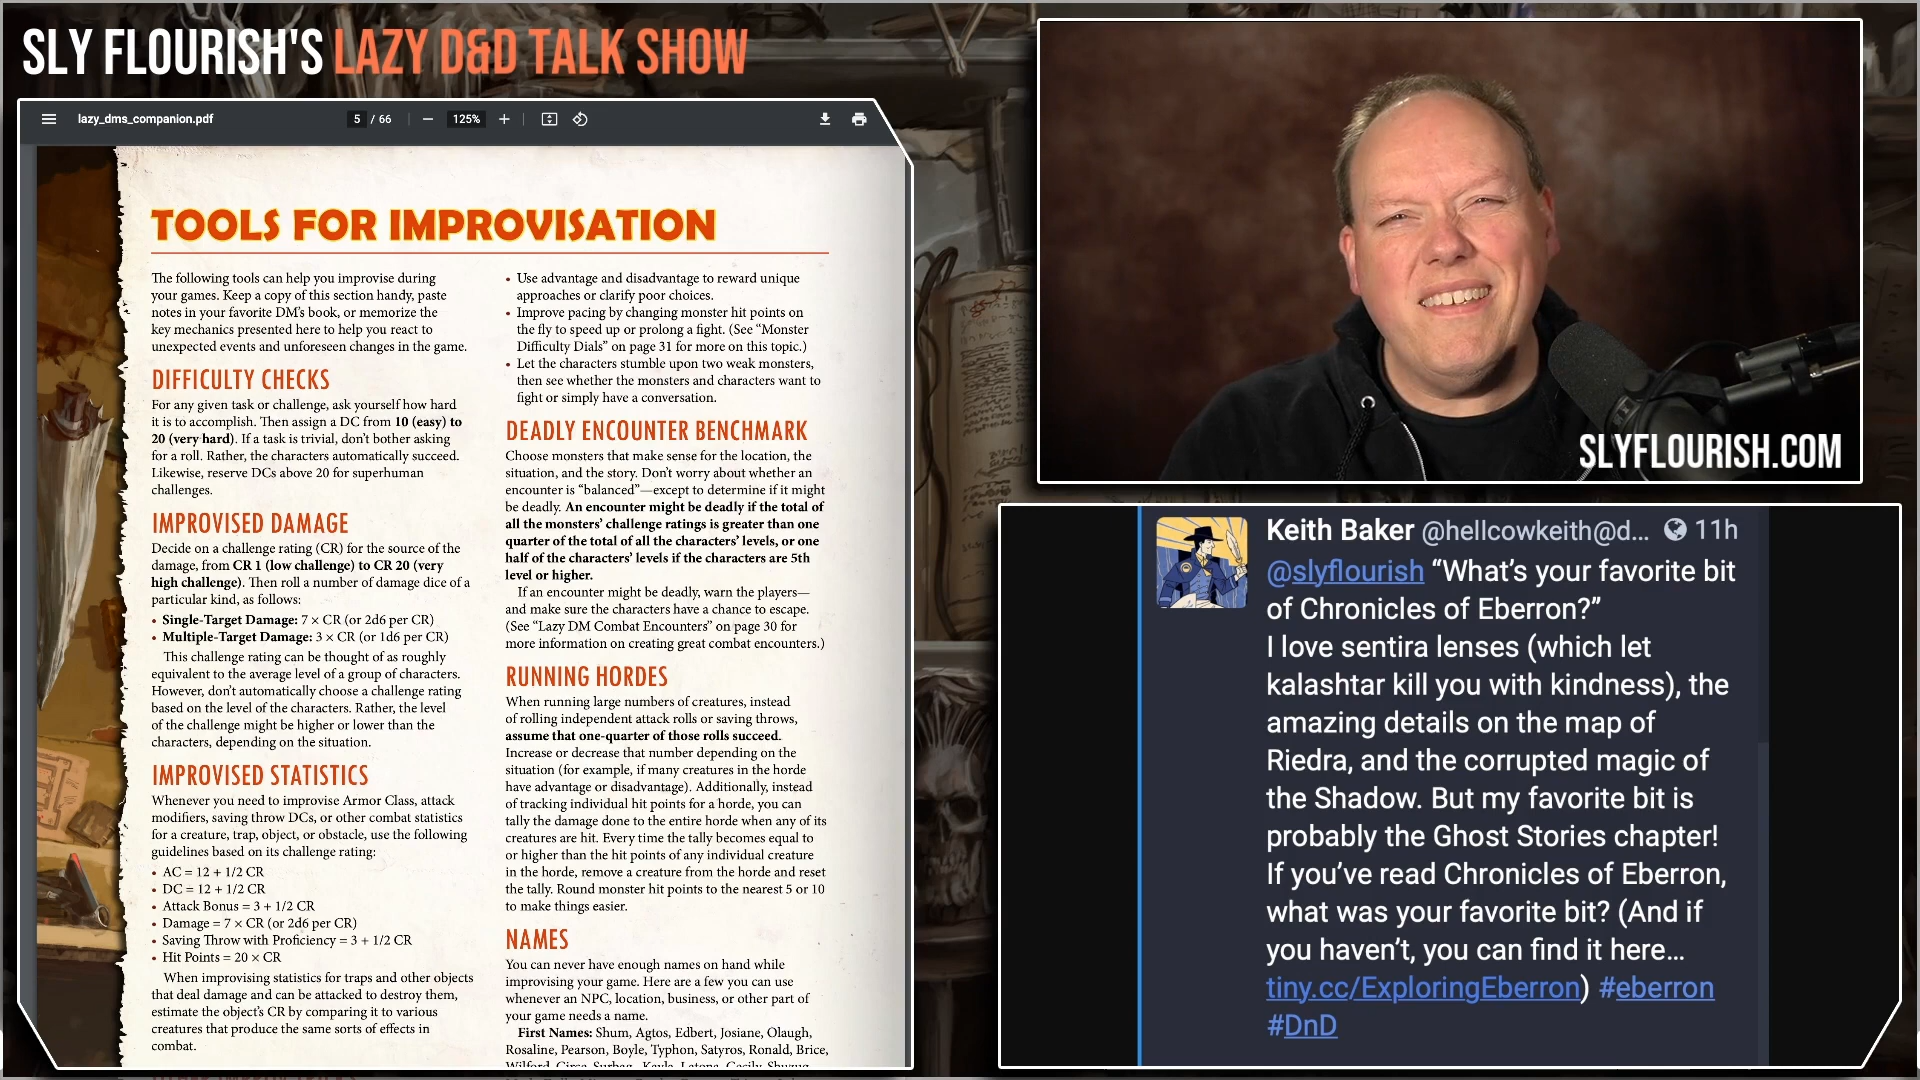 SLY FLOURISH'S LAZY D&D TALK SHOW
lazy_dms_companion.pdf
5 / 66
125%
TOOLS FOR IMPROVISATION
The following tools can help you improvise during
your games. Keep a copy of this section handy, paste
notes in your favorite DM's book, or memorize the
key mechanics presented here to help you react to
unexpected events and unforeseen changes in the game.
DIFFICULTY CHECKS
For any given task or challenge, ask yourself how hard
it is to accomplish. Then assign a DC from 10 (easy) to
20 (very hard). If a task is trivial, don't bother asking
for a roll. Rather, the characters automatically succeed.
Likewise, reserve DCs above 20 for superhuman
challenges.
IMPROVISED DAMAGE
Decide on a challenge rating (CR) for the source of the
damage, from CR 1 (low challenge) to CR 20 (very
high challenge). Then roll a number of damage dice of a
particular kind, as follows:
• Single-Target Damage: 7 × CR (or 2d6 per CR)
• Multiple-Target Damage: 3 × CR (or 1d6 per CR)
This challenge rating can be thought of as roughly
equivalent to the average level of a group of characters.
However, don't automatically choose a challenge rating
based on the level of the characters. Rather, the level
of the challenge might be higher or lower than the
characters, depending on the situation.
IMPROVISED STATISTICS
Whenever you need to improvise Armor Class, attack
modifiers, saving throw DCs, or other combat statistics
for a creature, trap, object, or obstacle, use the following
guidelines based on its challenge rating:
• AC = 12 + 1/2 CR
• DC = 12 + 1/2 CR
• Attack Bonus = 3 + 1/2 CR
• Damage = 7 × CR (or 2d6 per CR)
• Saving Throw with Proficiency = 3 + 1/2 CR
• Hit Points = 20 × CR
When improvising statistics for traps and other objects
that deal damage and can be attacked to destroy them,
estimate the object's CR by comparing it to various
creatures that produce the same sorts of effects in
combat.
• Use advantage and disadvantage to reward unique
approaches or clarify poor choices.
• Improve pacing by changing monster hit points on
the fly to speed up or prolong a fight. (See “Monster
Difficulty Dials” on page 31 for more on this topic.)
• Let the characters stumble upon two weak monsters,
then see whether the monsters and characters want to
fight or simply have a conversation.
DEADLY ENCOUNTER BENCHMARK
Choose monsters that make sense for the location, the
situation, and the story. Don't worry about whether an
encounter is “balanced”—except to determine if it might
be deadly. An encounter might be deadly if the total of
all the monsters' challenge ratings is greater than one
quarter of the total of all the characters' levels, or one
half of the characters' levels if the characters are 5th
level or higher.
If an encounter might be deadly, warn the players—
and make sure the characters have a chance to escape.
(See “Lazy DM Combat Encounters” on page 30 for
more information on creating great combat encounters.)
RUNNING HORDES
When running large numbers of creatures, instead
of rolling independent attack rolls or saving throws,
assume that one-quarter of those rolls succeed.
Increase or decrease that number depending on the
situation (for example, if many creatures in the horde
have advantage or disadvantage). Additionally, instead
of tracking individual hit points for a horde, you can
tally the damage done to the entire horde when any of its
creatures are hit. Every time the tally becomes equal to
or higher than the hit points of any individual creature
in the horde, remove a creature from the horde and reset
the tally. Round monster hit points to the nearest 5 or 10
to make things easier.
NAMES
You can never have enough names on hand while
improvising your game. Here are a few you can use
whenever an NPC, location, business, or other part of
your game needs a name.
First Names: Shum, Agtos, Edbert, Josiane, Olaugh,
Rosaline, Pearson, Boyle, Typhon, Satyros, Ronald, Brice,
SLYFLOURISH.COM
Keith Baker @hellcowkeith@d... 11h
@slyflourish “What's your favorite bit
of Chronicles of Eberron?”
I love sentira lenses (which let
kalashtar kill you with kindness), the
amazing details on the map of
Riedra, and the corrupted magic of
the Shadow. But my favorite bit is
probably the Ghost Stories chapter!
If you've read Chronicles of Eberron,
what was your favorite bit? (And if
you haven't, you can find it here...
tiny.cc/ExploringEberron) #eberron
#DnD